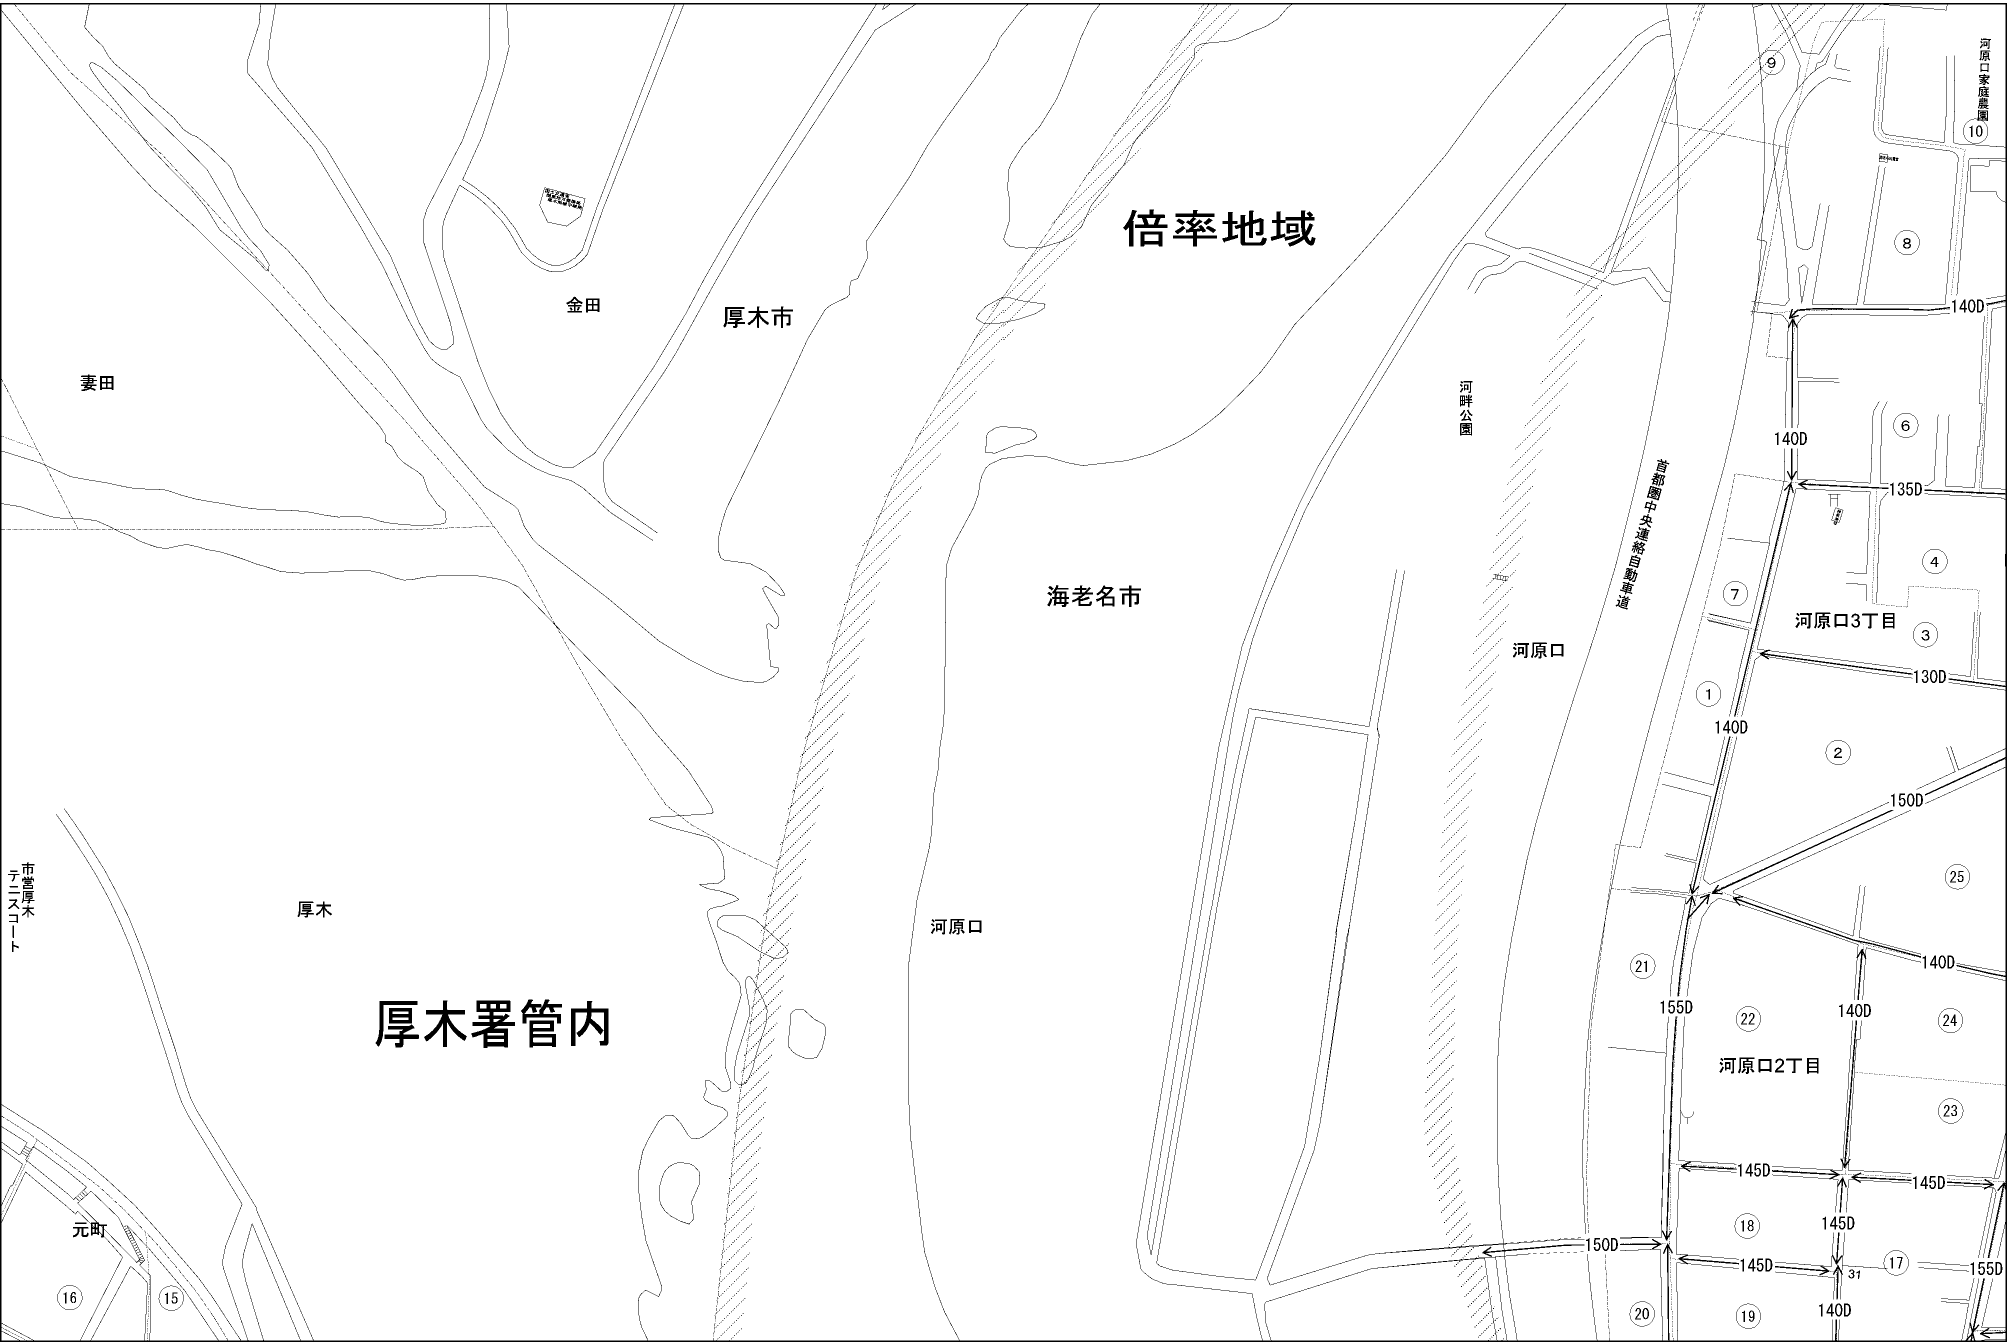 河原口家庭農園
9
10
倍率地域
8
金田
厚木市
140D
妻田
河畔公園
6
140D
135D
首都圏中央連絡自動車道
4
海老名市
7
河原口3丁目
3
河原口
130D
1
140D
2
150D
市営厚木
テニスコート
25
厚木
河原口
140D
21
155D
22
140D
24
厚木署管内
河原口2丁目
23
145D
145D
元町
18
145D
150D
145D
17
155D
31
16
15
20
19
140D